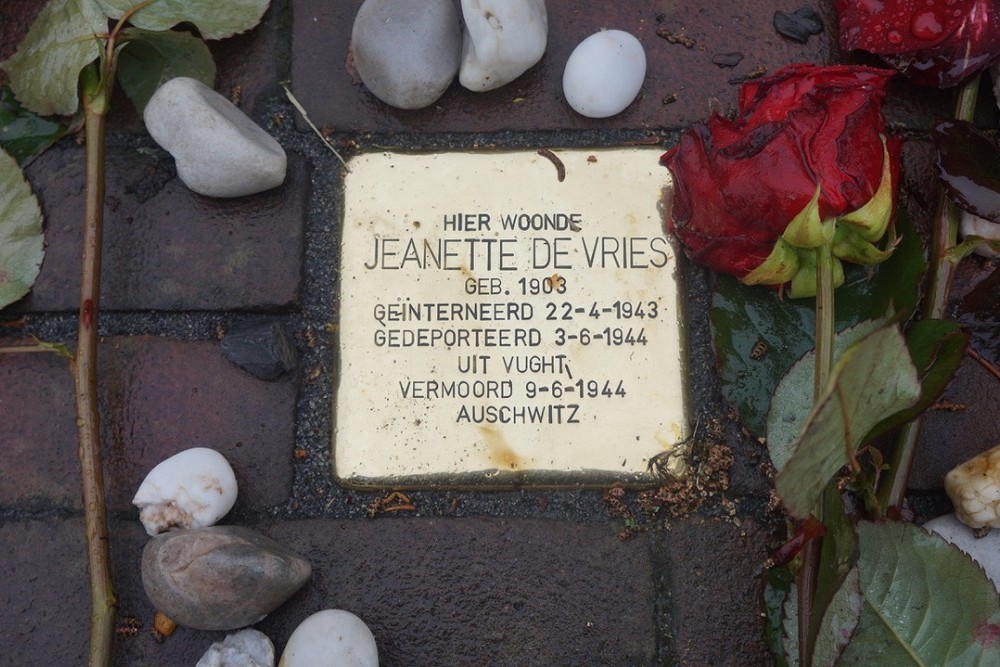 HIER WOONDE
JEANETTE DE VRIES
GEB. 1903
GEÏNTERNEERD 22-4-1943
GEDEPORTEERD 3-6-1944
UIT VUGHT
VERMOORD 9-6-1944
AUSCHWITZ